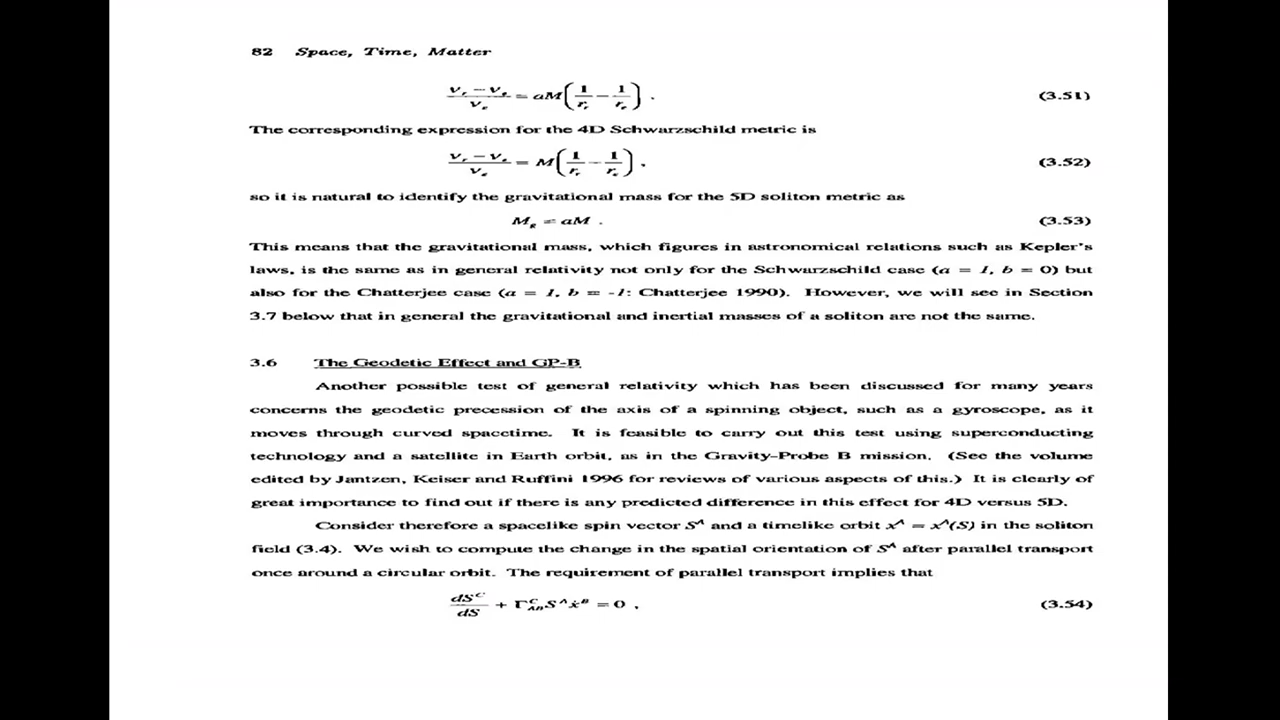 82 Space, Time, Matter
(ν_r − ν_e)/ν_e = aM(1/r_r − 1/r_e) . (3.51)
The corresponding expression for the 4D Schwarzschild metric is
(ν_r − ν_e)/ν_e = M(1/r_r − 1/r_e) , (3.52)
so it is natural to identify the gravitational mass for the 5D soliton metric as
M_g = aM . (3.53)
This means that the gravitational mass, which figures in astronomical relations such as Kepler's
laws, is the same as in general relativity not only for the Schwarzschild case (a = 1, b = 0) but
also for the Chatterjee case (a = 1, b = -1: Chatterjee 1990). However, we will see in Section
3.7 below that in general the gravitational and inertial masses of a soliton are not the same.
3.6 The Geodetic Effect and GP-B
Another possible test of general relativity which has been discussed for many years
concerns the geodetic precession of the axis of a spinning object, such as a gyroscope, as it
moves through curved spacetime. It is feasible to carry out this test using superconducting
technology and a satellite in Earth orbit, as in the Gravity-Probe B mission. (See the volume
edited by Jantzen, Keiser and Ruffini 1996 for reviews of various aspects of this.) It is clearly of
great importance to find out if there is any predicted difference in this effect for 4D versus 5D.
Consider therefore a spacelike spin vector S^A and a timelike orbit x^A = x^A(S) in the soliton
field (3.4). We wish to compute the change in the spatial orientation of S^A after parallel transport
once around a circular orbit. The requirement of parallel transport implies that
dS^C/dS + Γ^C_AB S^A ẋ^B = 0 , (3.54)